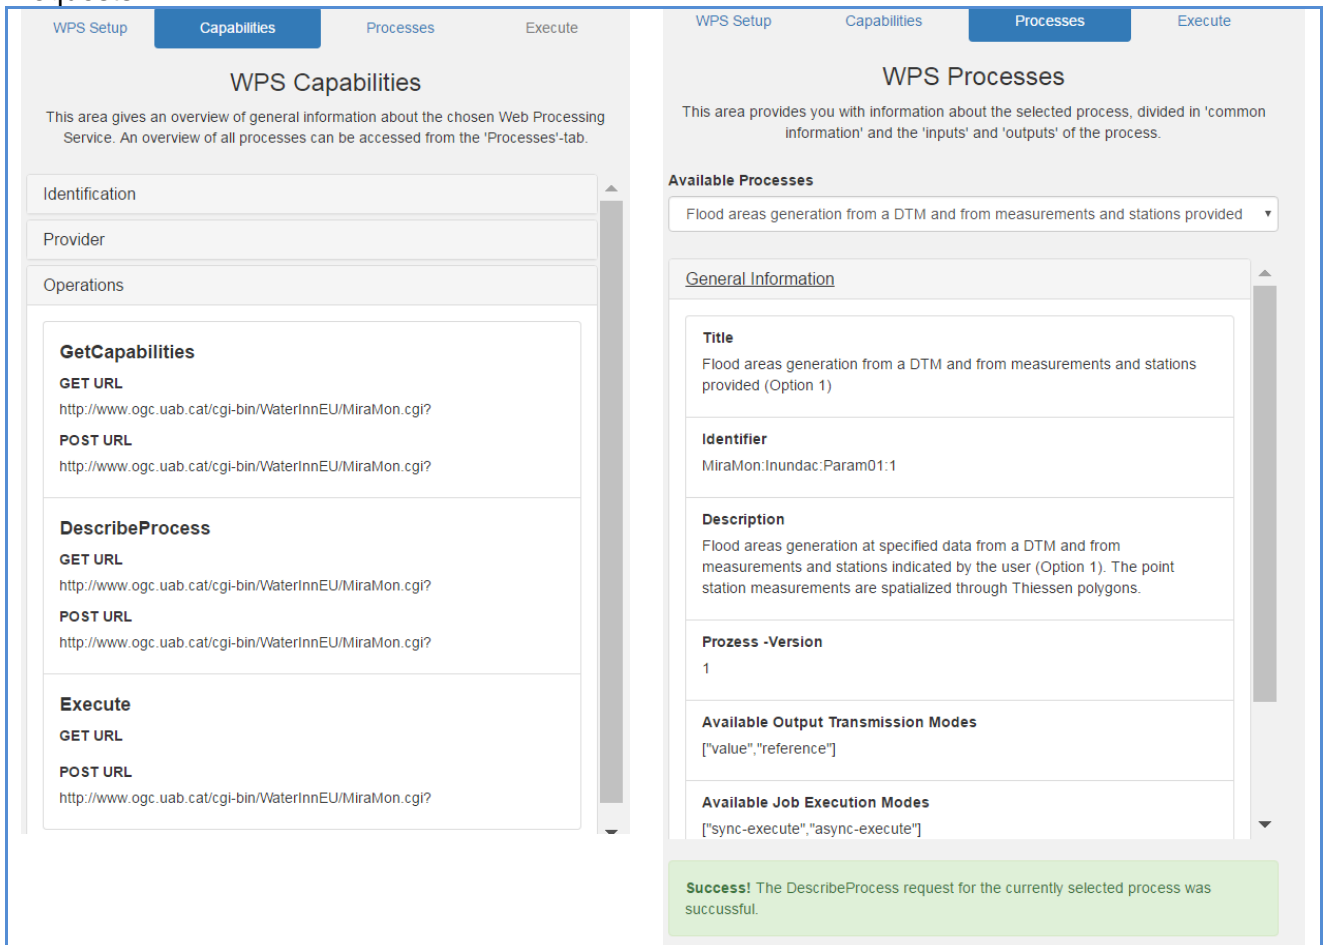 WPS Setup
Capabilities
Processes
Execute
WPS Capabilities
This area gives an overview of general information about the chosen Web Processing
Service. An overview of all processes can be accessed from the 'Processes'-tab.
Identification
Provider
Operations
GetCapabilities
GET URL
http://www.ogc.uab.cat/cgi-bin/WaterInnEU/MiraMon.cgi?
POST URL
http://www.ogc.uab.cat/cgi-bin/WaterInnEU/MiraMon.cgi?
DescribeProcess
GET URL
http://www.ogc.uab.cat/cgi-bin/WaterInnEU/MiraMon.cgi?
POST URL
http://www.ogc.uab.cat/cgi-bin/WaterInnEU/MiraMon.cgi?
Execute
GET URL
POST URL
http://www.ogc.uab.cat/cgi-bin/WaterInnEU/MiraMon.cgi?
WPS Setup
Capabilities
Processes
Execute
WPS Processes
This area provides you with information about the selected process, divided in 'common
information' and the 'inputs' and 'outputs' of the process.
Available Processes
Flood areas generation from a DTM and from measurements and stations provided
General Information
Title
Flood areas generation from a DTM and from measurements and stations
provided (Option 1)
Identifier
MiraMon:Inundac:Param01:1
Description
Flood areas generation at specified data from a DTM and from
measurements and stations indicated by the user (Option 1). The point
station measurements are spatialized through Thiessen polygons.
Prozess -Version
1
Available Output Transmission Modes
["value","reference"]
Available Job Execution Modes
["sync-execute","async-execute"]
Success! The DescribeProcess request for the currently selected process was
succussful.